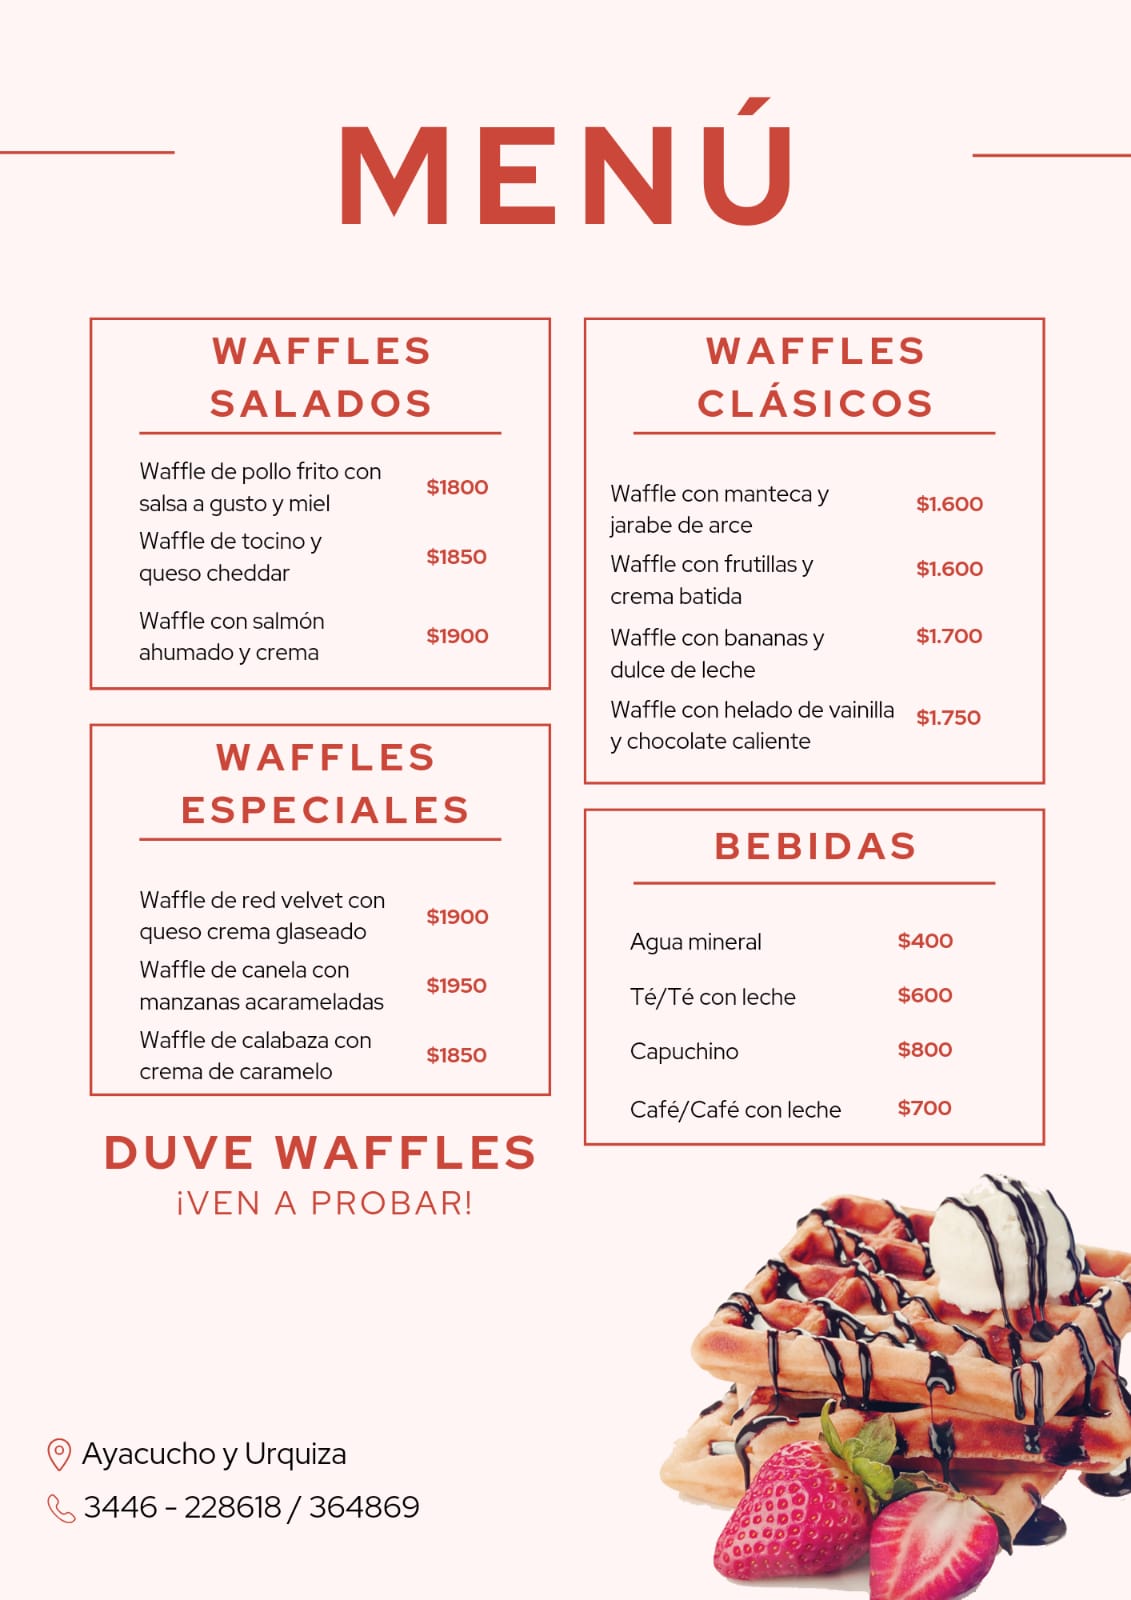 MENÚ
WAFFLES
SALADOS
Waffle de pollo frito con
salsa a gusto y miel
$1800
Waffle de tocino y
queso cheddar
$1850
Waffle con salmón
ahumado y crema
$1900
WAFFLES
CLÁSICOS
Waffle con manteca y
jarabe de arce
$1.600
Waffle con frutillas y
crema batida
$1.600
Waffle con bananas y
dulce de leche
$1.700
Waffle con helado de vainilla
y chocolate caliente
$1.750
WAFFLES
ESPECIALES
Waffle de red velvet con
queso crema glaseado
$1900
Waffle de canela con
manzanas acarameladas
$1950
Waffle de calabaza con
crema de caramelo
$1850
BEBIDAS
Agua mineral $400
Té/Té con leche $600
Capuchino $800
Café/Café con leche $700
DUVE WAFFLES
¡VEN A PROBAR!
Ayacucho y Urquiza
3446 - 228618 / 364869